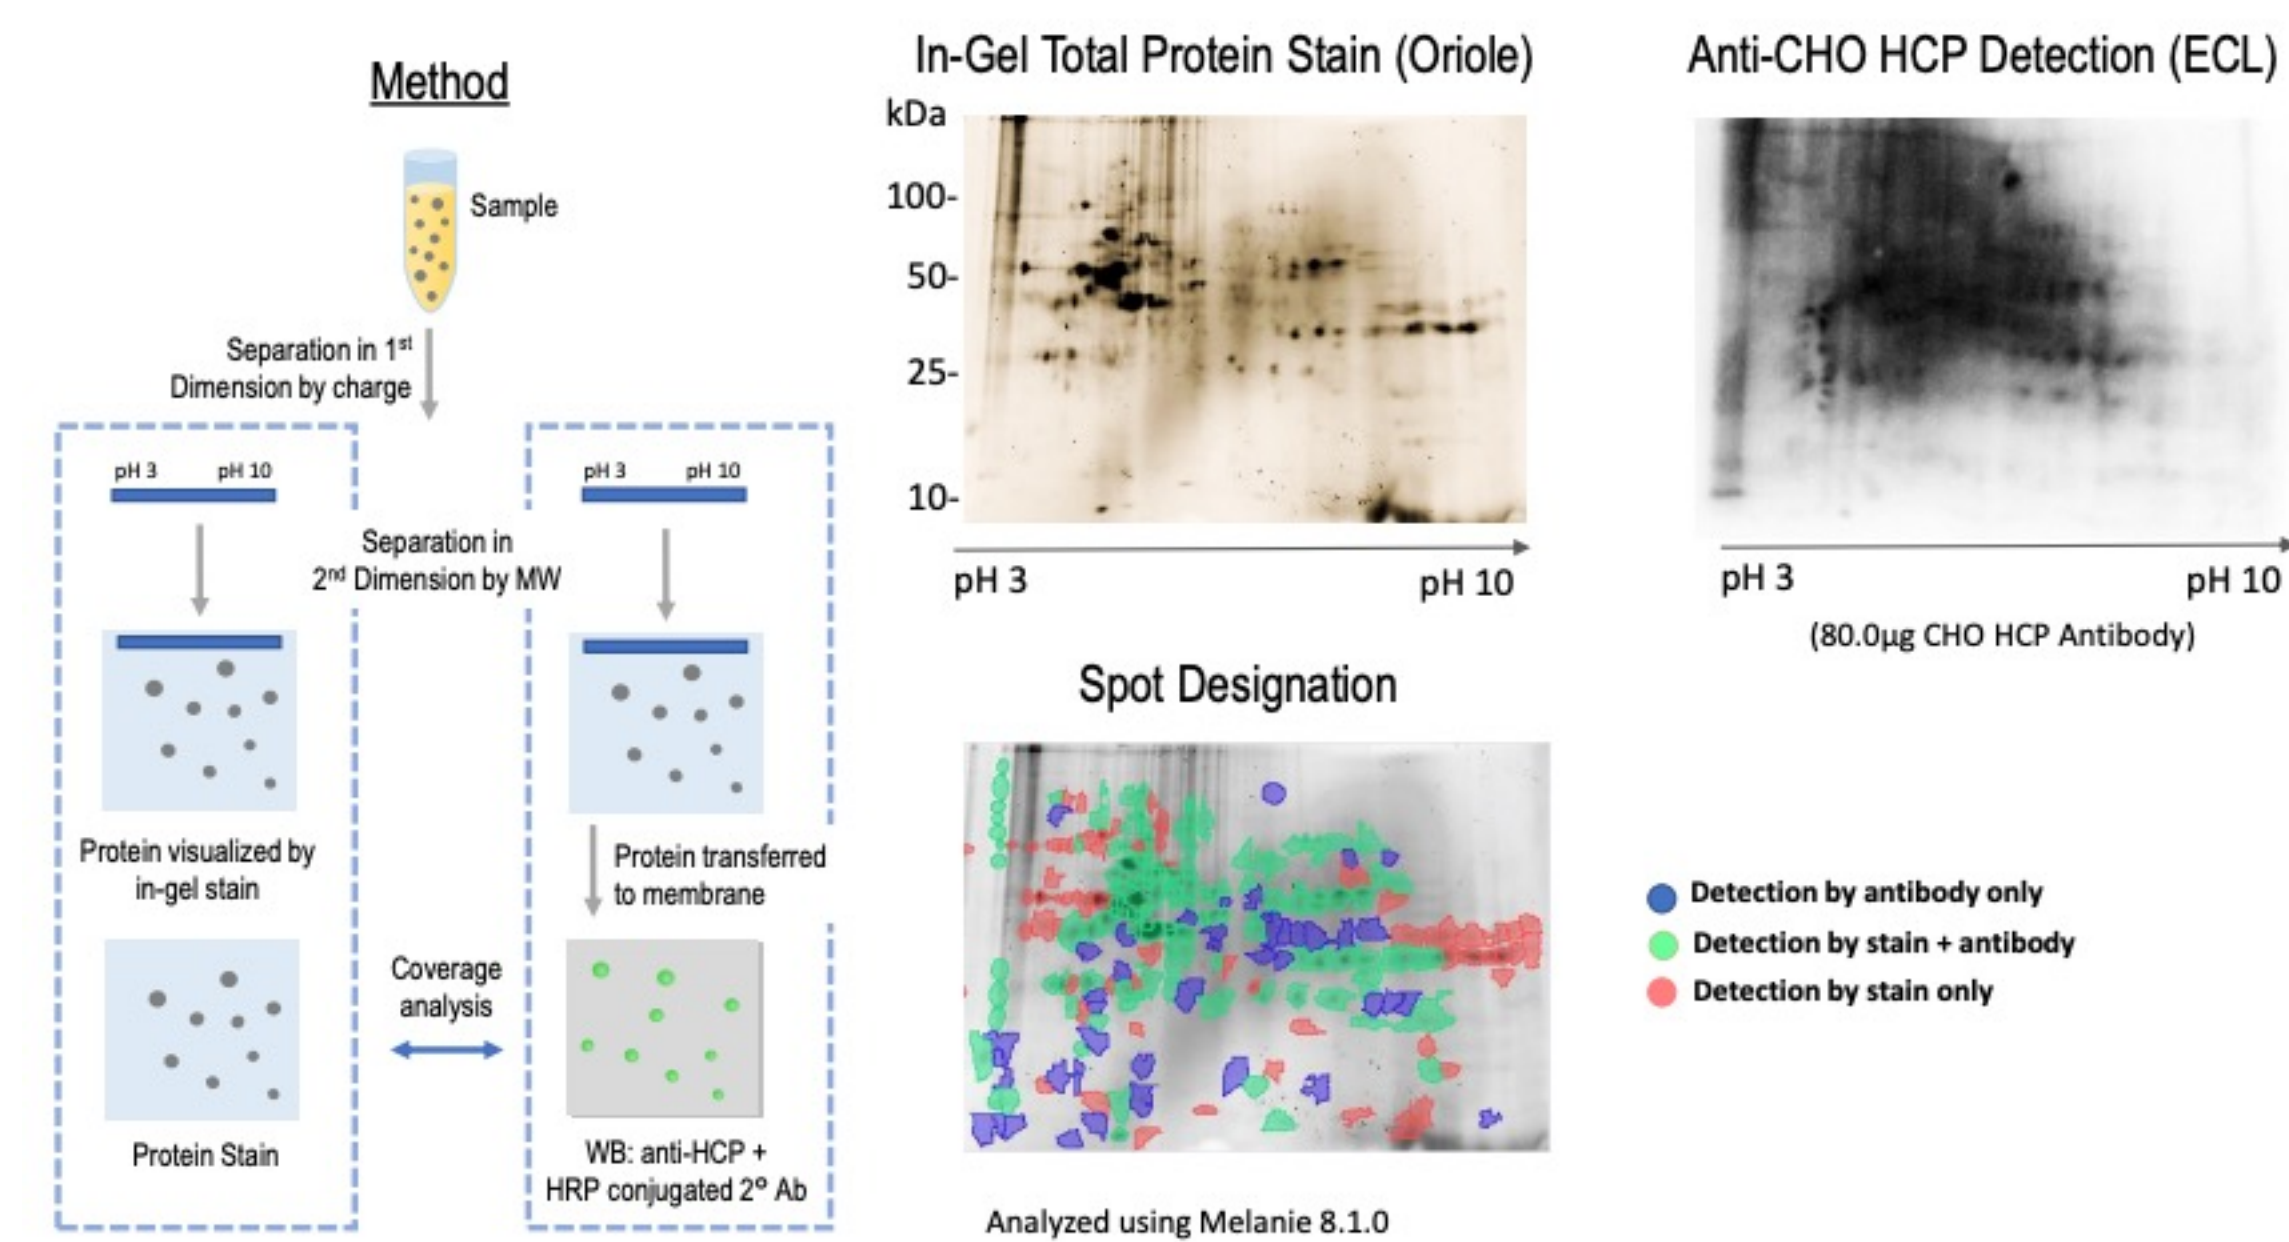 Method
Sample
Separation in 1st
Dimension by charge
pH 3 pH 10
pH 3 pH 10
Separation in
2nd Dimension by MW
Protein visualized by
in-gel stain
Protein transferred
to membrane
Coverage
analysis
Protein Stain
WB: anti-HCP +
HRP conjugated 2º Ab
In-Gel Total Protein Stain (Oriole)
kDa
100-
50-
25-
10-
pH 3 pH 10
Anti-CHO HCP Detection (ECL)
pH 3 pH 10
(80.0µg CHO HCP Antibody)
Spot Designation
Analyzed using Melanie 8.1.0
Detection by antibody only
Detection by stain + antibody
Detection by stain only